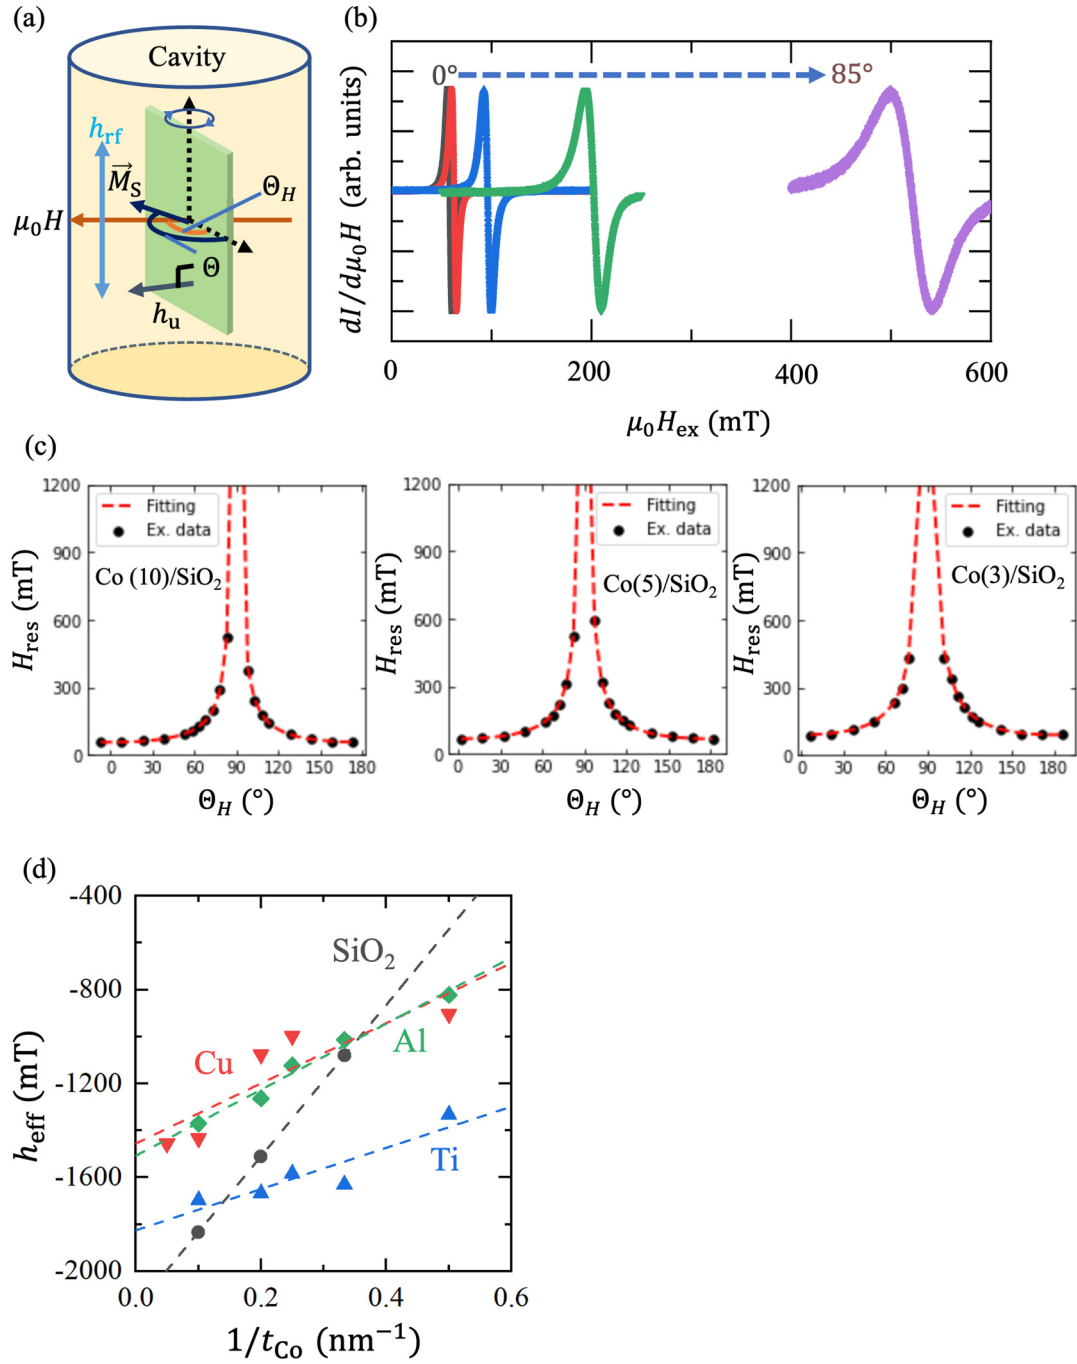 (a)
Cavity
h_rf
M⃗_S
Θ_H
μ₀H
Θ
h_u
(b)
0°
85°
dI/dμ₀H (arb. units)
0
200
400
600
μ₀H_ex (mT)
(c)
1200
900
600
300
0
H_res (mT)
Fitting
Ex. data
Co (10)/SiO₂
0 30 60 90 120 150 180
Θ_H (°)
1200
900
600
300
0
H_res (mT)
Fitting
Ex. data
Co(5)/SiO₂
0 30 60 90 120 150 180
Θ_H (°)
1200
900
600
300
0
H_res (mT)
Fitting
Ex. data
Co(3)/SiO₂
0 30 60 90 120 150 180
Θ_H (°)
(d)
-400
-800
-1200
-1600
-2000
h_eff (mT)
SiO₂
Cu
Al
Ti
0.0 0.2 0.4 0.6
1/t_Co (nm⁻¹)